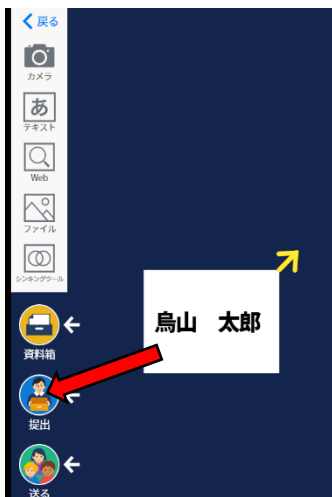 戻る
カメラ
あ
テキスト
Web
ファイル
シンキングツール
烏山 太郎
資料箱
提出
送る